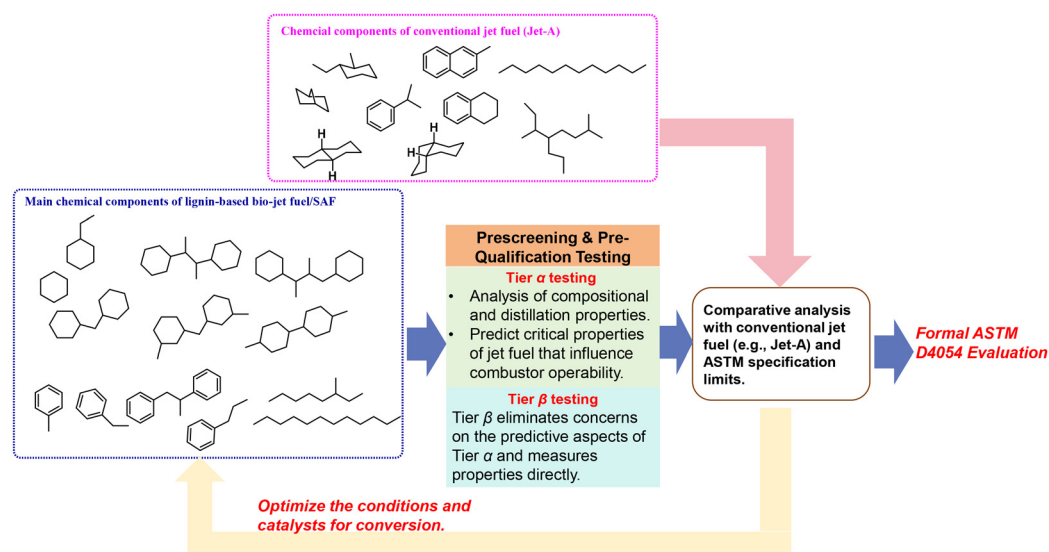 Chemcial components of conventional jet fuel (Jet-A)
H
H
H
H
Main chemical components of lignin-based bio-jet fuel/SAF
Prescreening & Pre-
Qualification Testing
Tier α testing
• Analysis of compositional
and distillation properties.
• Predict critical properties
of jet fuel that influence
combustor operability.
Tier β testing
Tier β eliminates concerns
on the predictive aspects of
Tier α and measures
properties directly.
Comparative analysis
with conventional jet
fuel (e.g., Jet-A) and
ASTM specification
limits.
Formal ASTM
D4054 Evaluation
Optimize the conditions and
catalysts for conversion.